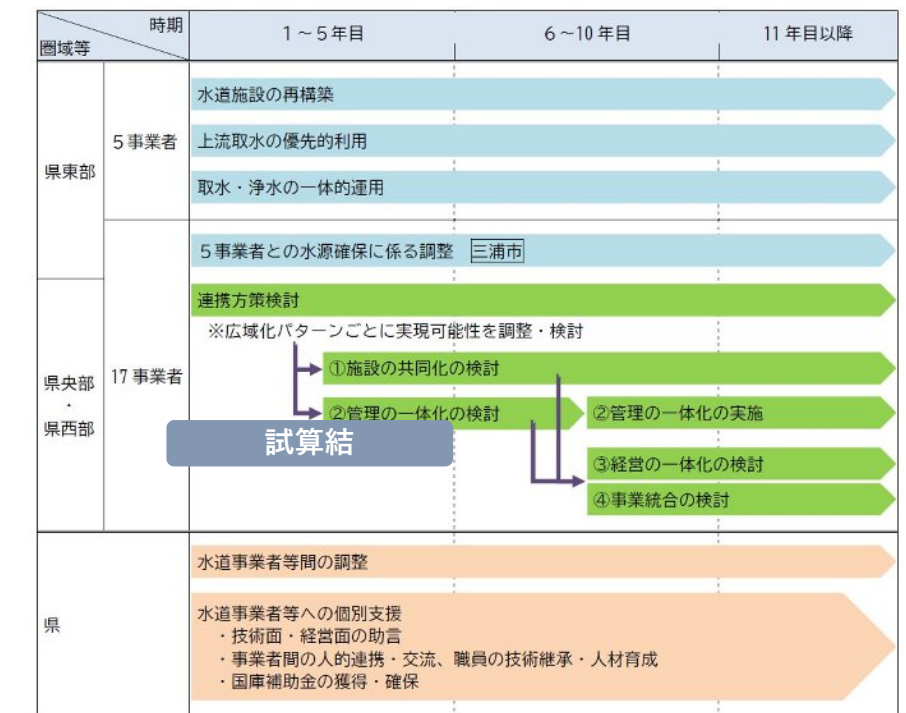 時期
圏域等
1～5年目
6～10年目
11年目以降
県東部
5事業者
水道施設の再構築
上流取水の優先的利用
取水・浄水の一体的運用
17事業者
5事業者との水源確保に係る調整 三浦市
県央部
・
県西部
連携方策検討
※広域化パターンごとに実現可能性を調整・検討
①施設の共同化の検討
②管理の一体化の検討
②管理の一体化の実施
試算結
③経営の一体化の検討
④事業統合の検討
県
水道事業者等間の調整
水道事業者等への個別支援
・技術面・経営面の助言
・事業者間の人的連携・交流、職員の技術継承・人材育成
・国庫補助金の獲得・確保